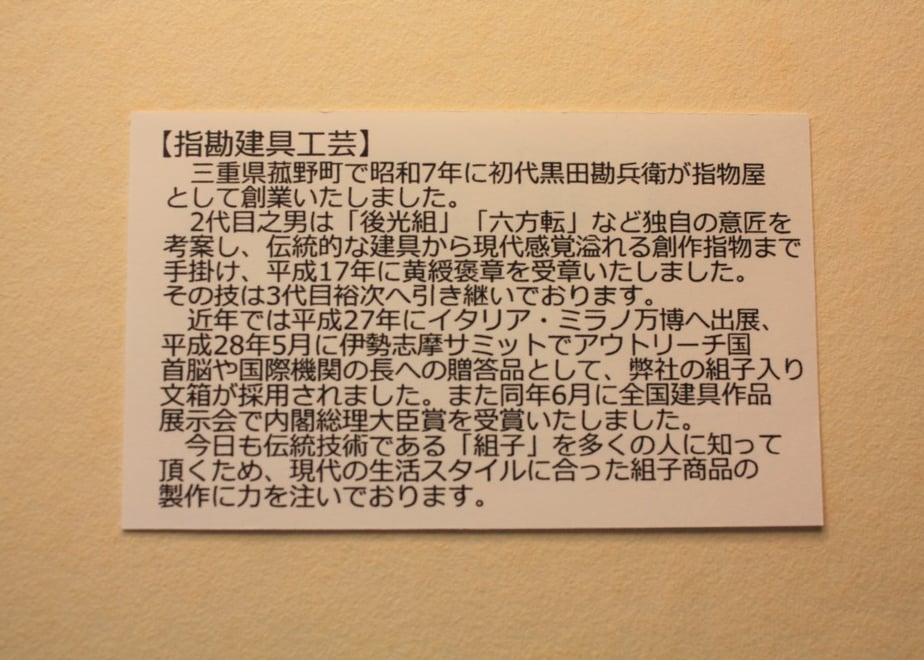 【指勘建具工芸】
三重県菰野町で昭和7年に初代黒田勘兵衛が指物屋
として創業いたしました。
2代目之男は「後光組」「六方転」など独自の意匠を
考案し、伝統的な建具から現代感覚溢れる創作指物まで
手掛け、平成17年に黄綬褒章を受章いたしました。
その技は3代目裕次へ引き継いでおります。
近年では平成27年にイタリア・ミラノ万博へ出展、
平成28年5月に伊勢志摩サミットでアウトリーチ国
首脳や国際機関の長への贈答品として、弊社の組子入り
文箱が採用されました。また同年6月に全国建具作品
展示会で内閣総理大臣賞を受賞いたしました。
今日も伝統技術である「組子」を多くの人に知って
頂くため、現代の生活スタイルに合った組子商品の
製作に力を注いでおります。